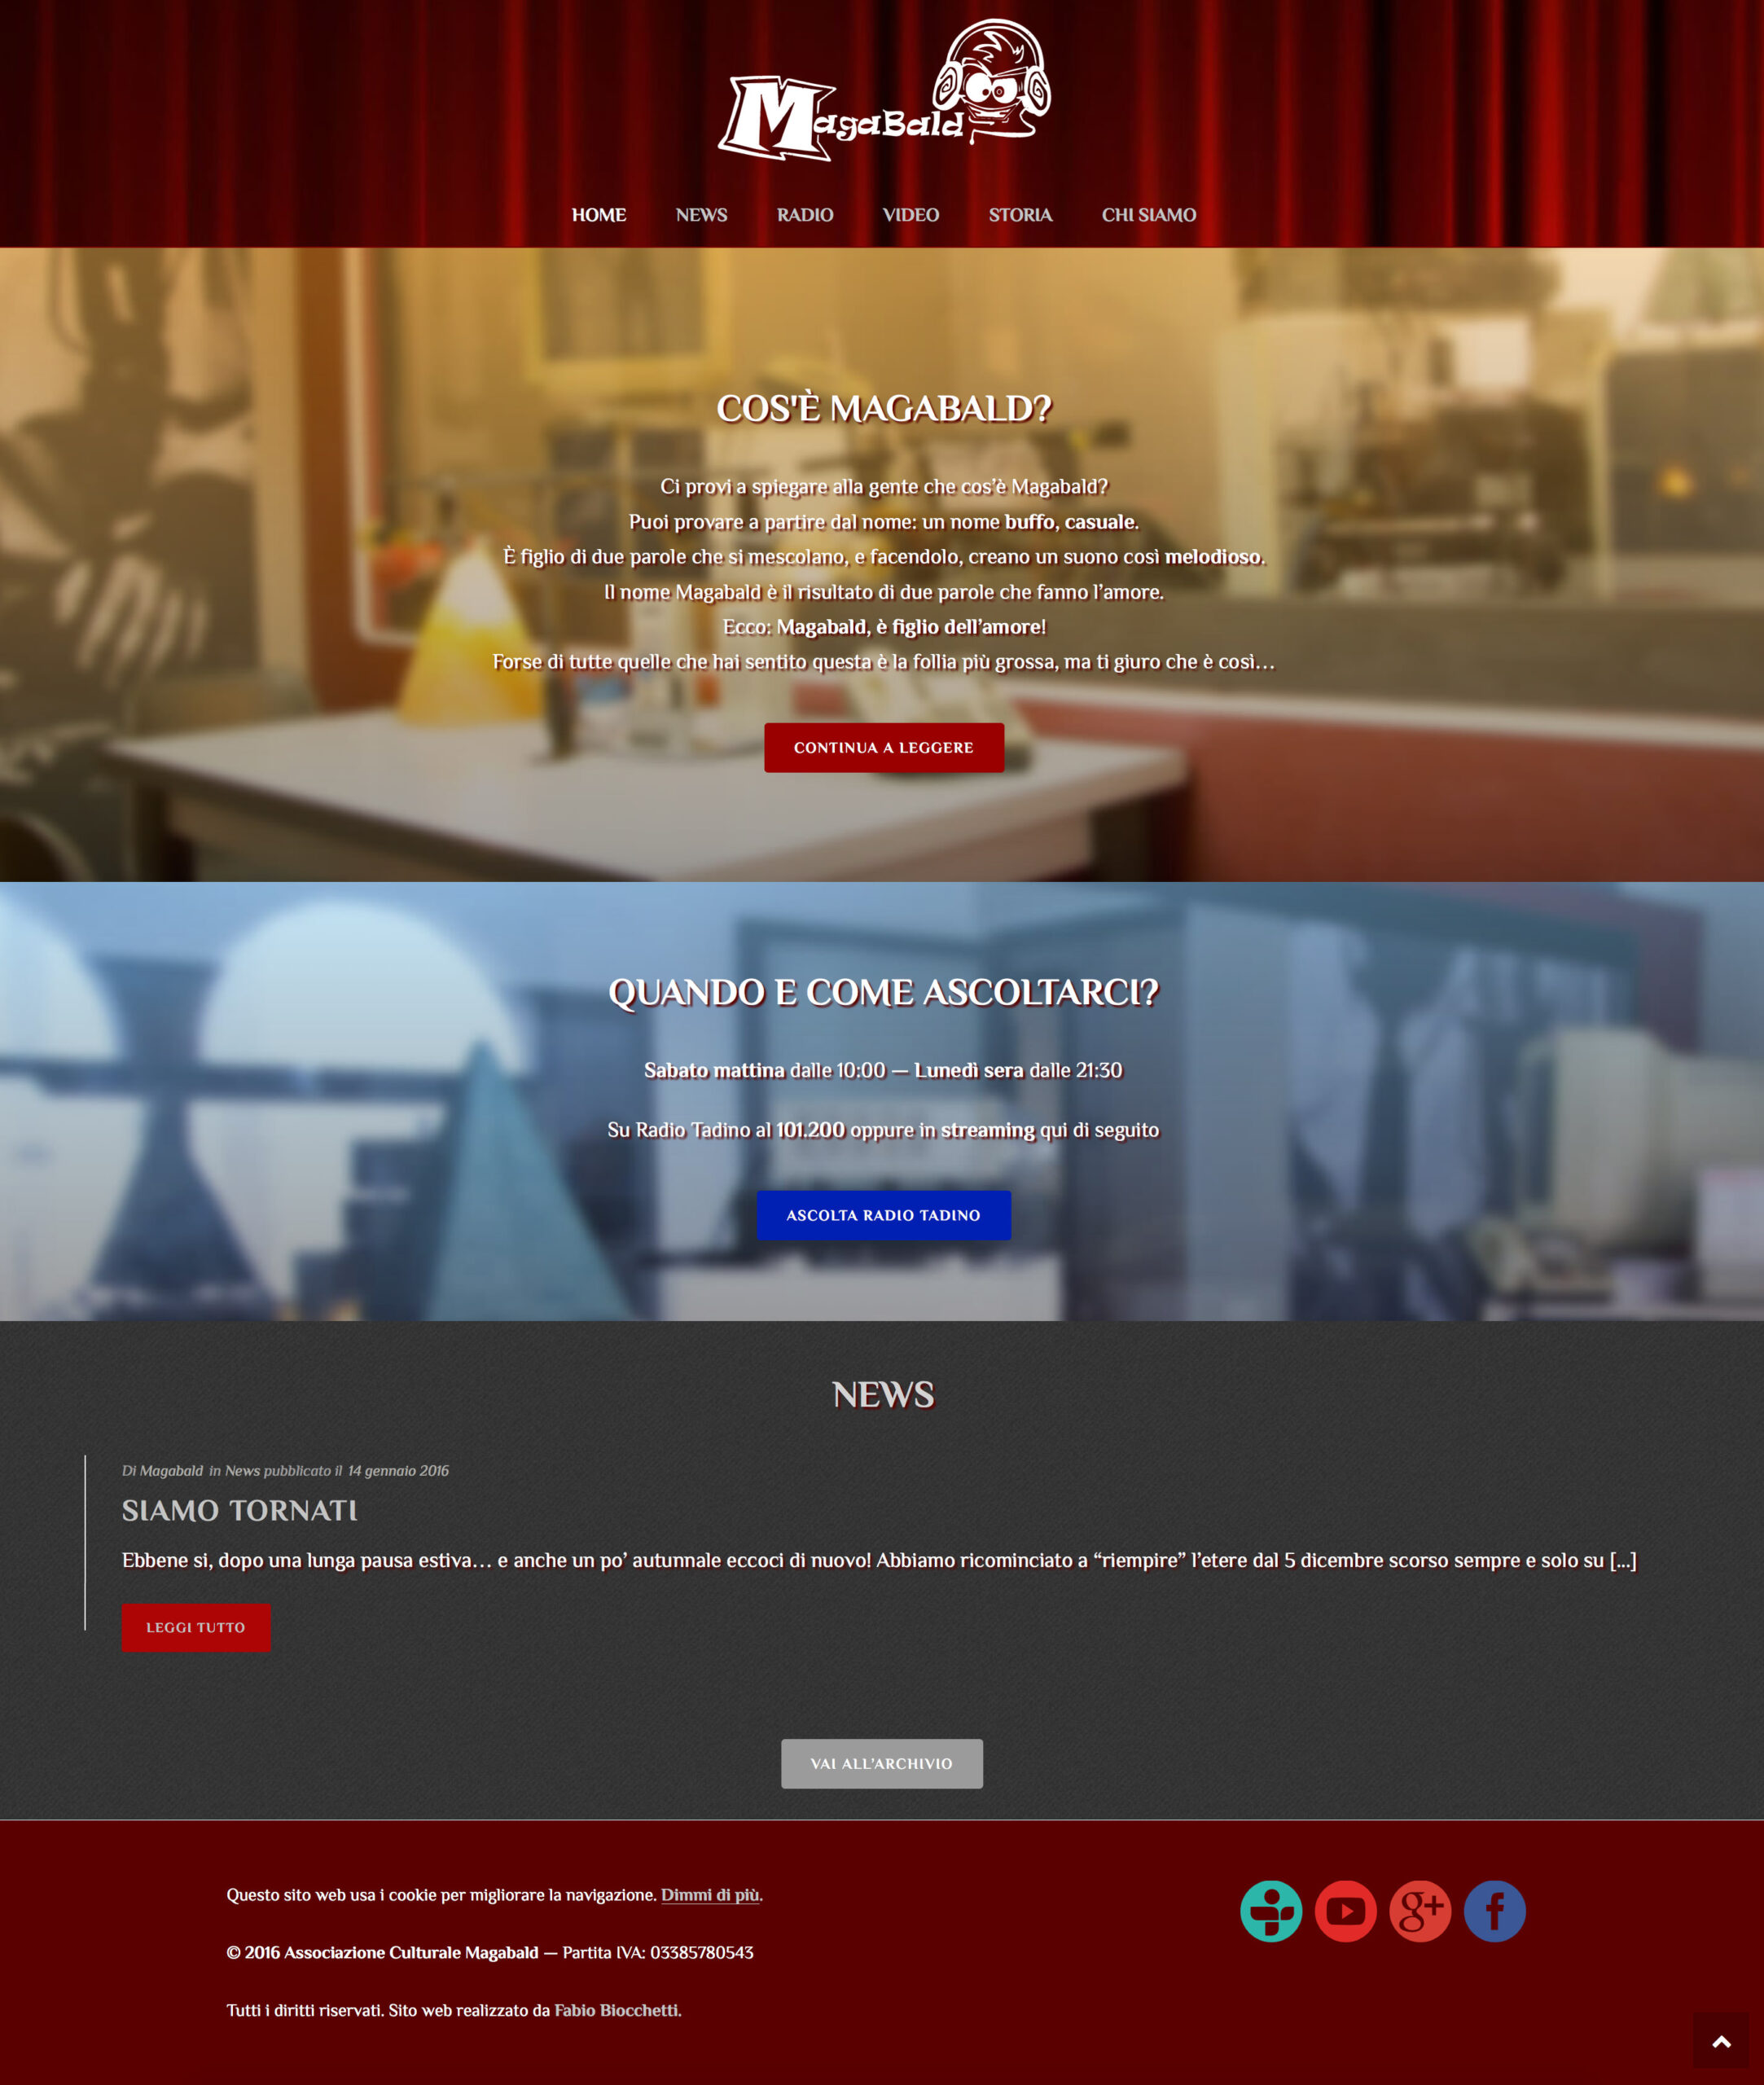 MagaBald
HOME NEWS RADIO VIDEO STORIA CHI SIAMO
COS'È MAGABALD?
Ci provi a spiegare alla gente che cos’è Magabald?
Puoi provare a partire dal nome: un nome buffo, casuale.
È figlio di due parole che si mescolano, e facendolo, creano un suono così melodioso.
Il nome Magabald è il risultato di due parole che fanno l’amore.
Ecco: Magabald, è figlio dell’amore!
Forse di tutte quelle che hai sentito questa è la follia più grossa, ma ti giuro che è così…
CONTINUA A LEGGERE
QUANDO E COME ASCOLTARCI?
Sabato mattina dalle 10:00 — Lunedì sera dalle 21:30
Su Radio Tadino al 101.200 oppure in streaming qui di seguito
ASCOLTA RADIO TADINO
NEWS
Di Magabald in News pubblicato il 14 gennaio 2016
SIAMO TORNATI
Ebbene si, dopo una lunga pausa estiva… e anche un po’ autunnale eccoci di nuovo! Abbiamo ricominciato a “riempire” l’etere dal 5 dicembre scorso sempre e solo su [...]
LEGGI TUTTO
VAI ALL'ARCHIVIO
Questo sito web usa i cookie per migliorare la navigazione. Dimmi di più.
© 2016 Associazione Culturale Magabald — Partita IVA: 03385780543
Tutti i diritti riservati. Sito web realizzato da Fabio Biocchetti.
g+ f